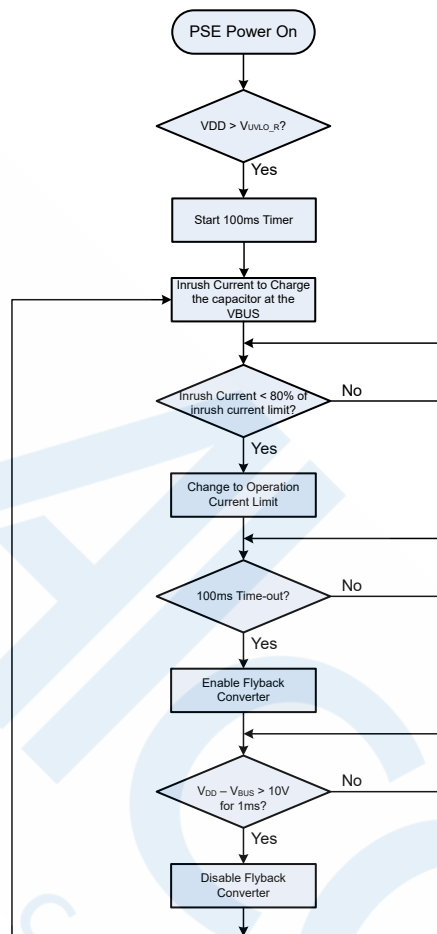 PSE Power On
VDD > VUVLO_R?
Yes
Start 100ms Timer
Inrush Current to Charge
the capacitor at the
VBUS
Inrush Current < 80% of
inrush current limit?
No
Yes
Change to Operation
Current Limit
100ms Time-out?
No
Yes
Enable Flyback
Converter
VDD – VBUS > 10V
for 1ms?
No
Yes
Disable Flyback
Converter